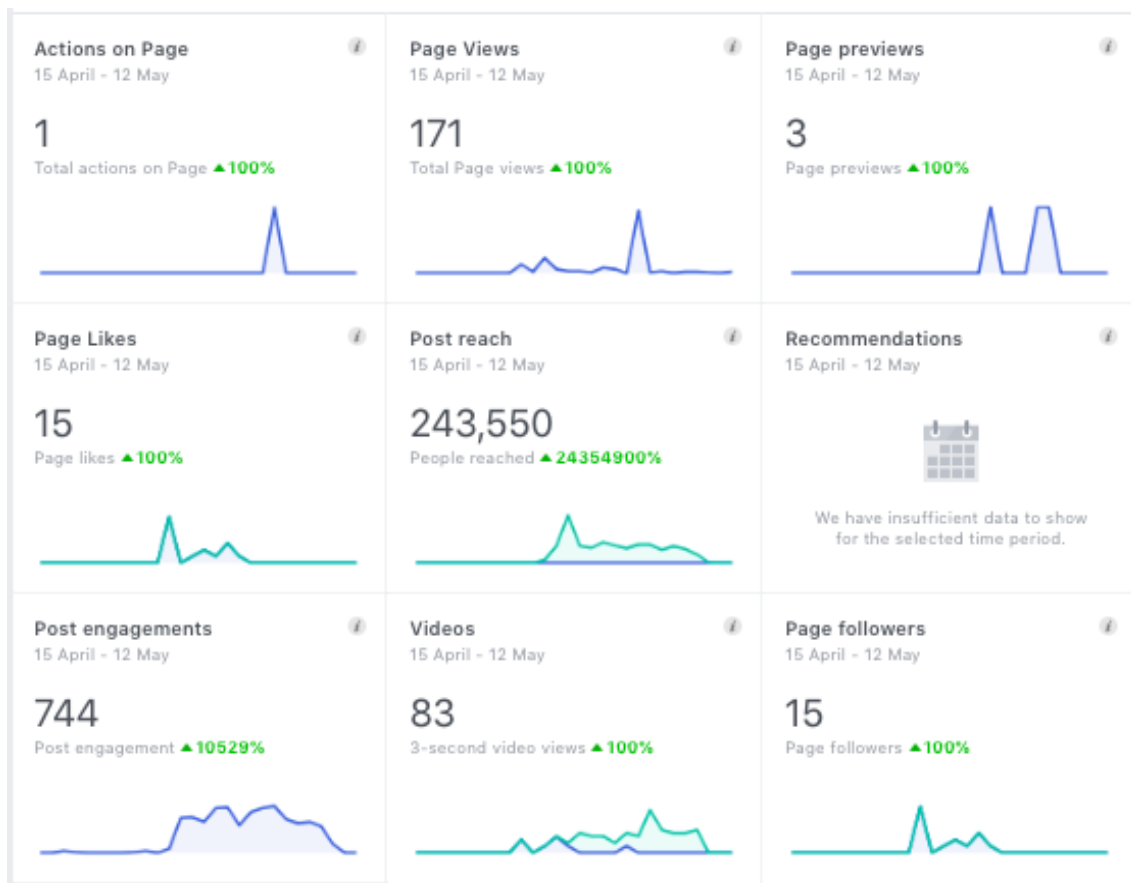 Actions on Page
15 April - 12 May
1
Total actions on Page ▲100%
Page Views
15 April - 12 May
171
Total Page views ▲100%
Page previews
15 April - 12 May
3
Page previews ▲100%
Page Likes
15 April - 12 May
15
Page likes ▲100%
Post reach
15 April - 12 May
243,550
People reached ▲24354900%
Recommendations
15 April - 12 May
We have insufficient data to show
for the selected time period.
Post engagements
15 April - 12 May
744
Post engagement ▲10529%
Videos
15 April - 12 May
83
3-second video views ▲100%
Page followers
15 April - 12 May
15
Page followers ▲100%